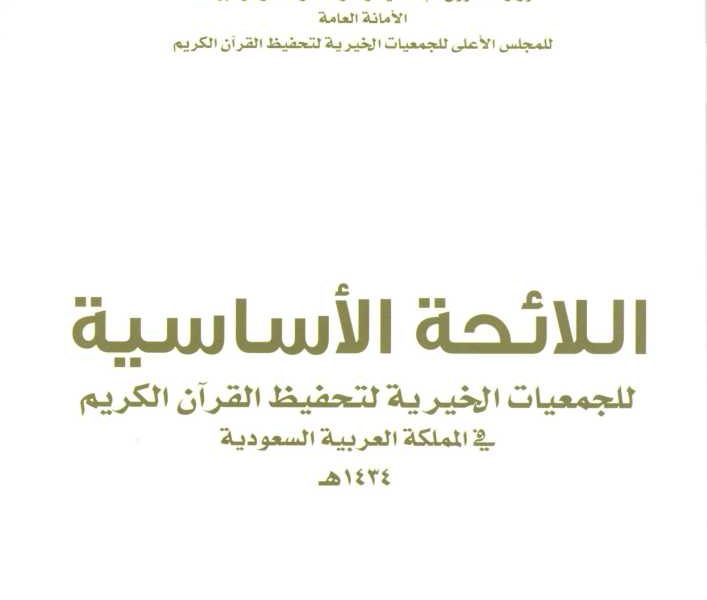 الأمانة العامة
للمجلس الأعلى للجمعيات الخيرية لتحفيظ القرآن الكريم
اللائحة الأساسية
للجمعيات الخيرية لتحفيظ القرآن الكريم
في المملكة العربية السعودية
١٤٣٤هـ